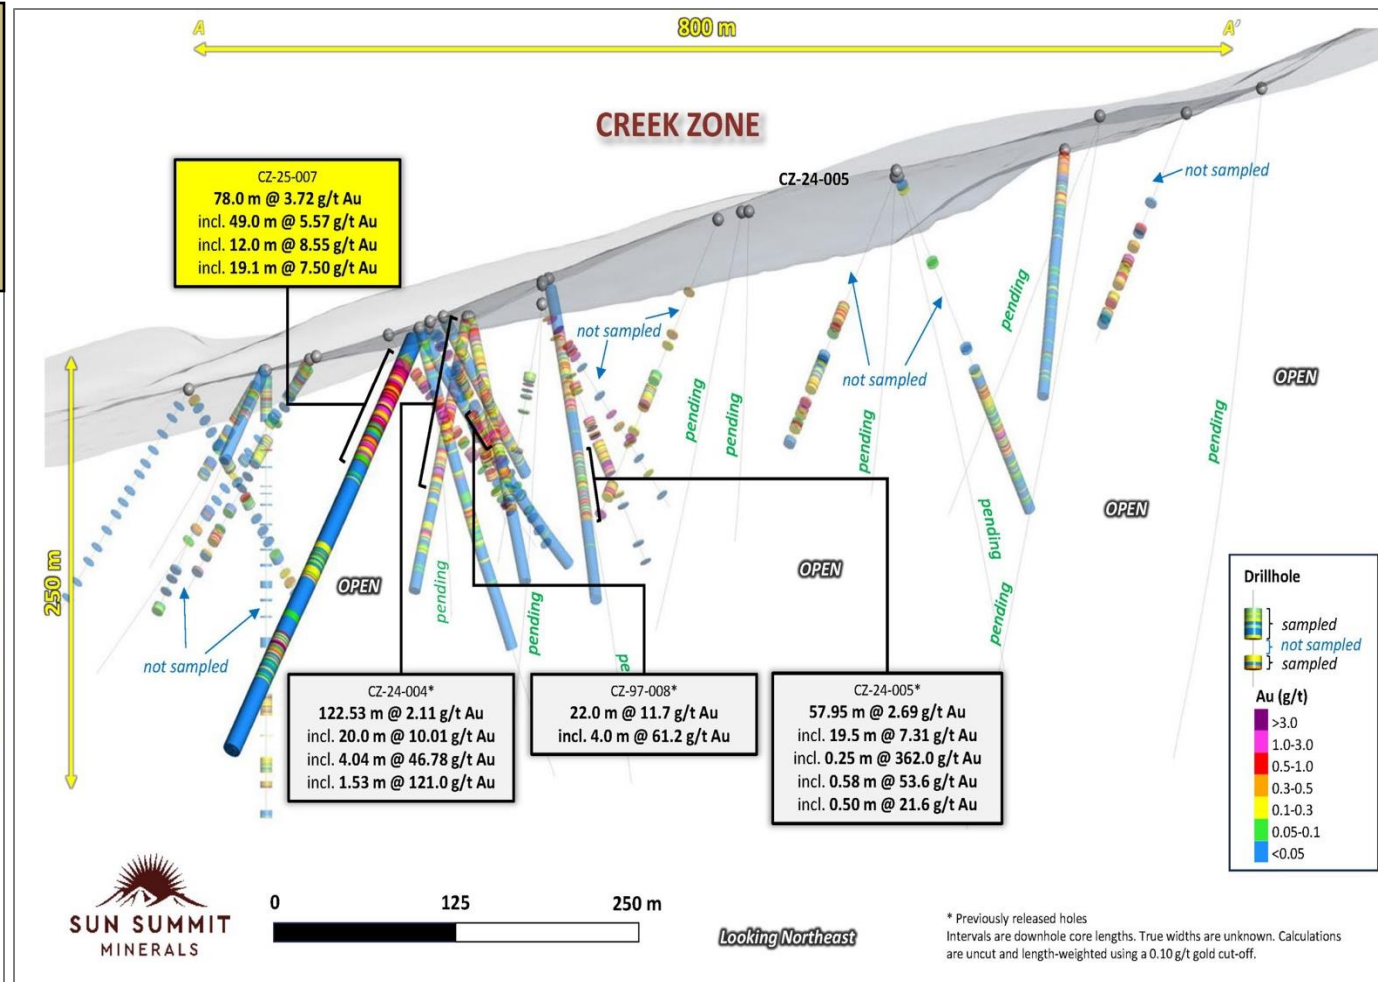 A
800 m
A'
CREEK ZONE
CZ-25-007
78.0 m @ 3.72 g/t Au
incl. 49.0 m @ 5.57 g/t Au
incl. 12.0 m @ 8.55 g/t Au
incl. 19.1 m @ 7.50 g/t Au
CZ-24-005
not sampled
not sampled
not sampled
pending
pending
pending
pending
pending
OPEN
OPEN
OPEN
OPEN
250 m
pending
pending
pending
pending
pe
not sampled
CZ-24-004*
122.53 m @ 2.11 g/t Au
incl. 20.0 m @ 10.01 g/t Au
incl. 4.04 m @ 46.78 g/t Au
incl. 1.53 m @ 121.0 g/t Au
CZ-97-008*
22.0 m @ 11.7 g/t Au
incl. 4.0 m @ 61.2 g/t Au
CZ-24-005*
57.95 m @ 2.69 g/t Au
incl. 19.5 m @ 7.31 g/t Au
incl. 0.25 m @ 362.0 g/t Au
incl. 0.58 m @ 53.6 g/t Au
incl. 0.50 m @ 21.6 g/t Au
Drillhole
sampled
not sampled
sampled
Au (g/t)
>3.0
1.0-3.0
0.5-1.0
0.3-0.5
0.1-0.3
0.05-0.1
<0.05
SUN SUMMIT
MINERALS
0 125 250 m
Looking Northeast
* Previously released holes
Intervals are downhole core lengths. True widths are unknown. Calculations
are uncut and length-weighted using a 0.10 g/t gold cut-off.